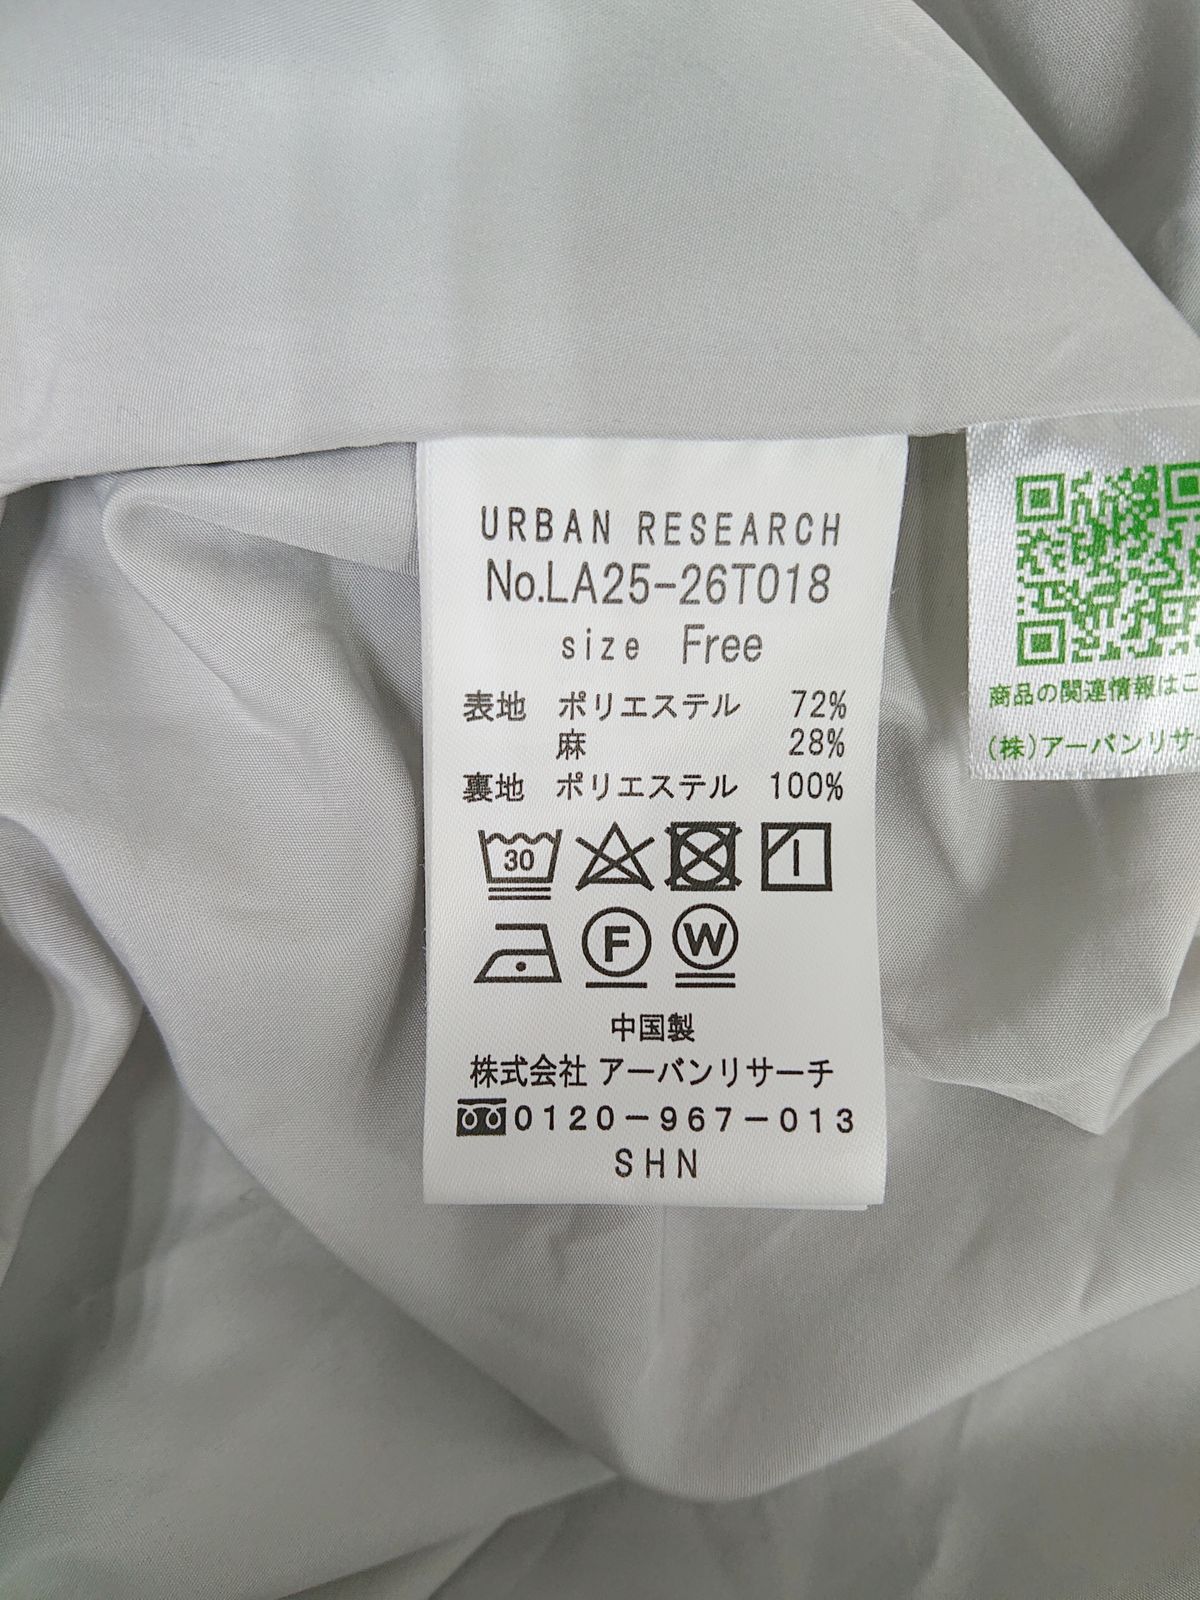 URBAN RESEARCH
No.LA25-26T018
size Free
表地 ポリエステル 72%
麻 28%
裏地 ポリエステル 100%
30
F W
中国製
株式会社 アーバンリサーチ
0120-967-013
SHN
商品の関連情報はこ
(株)アーバンリサ